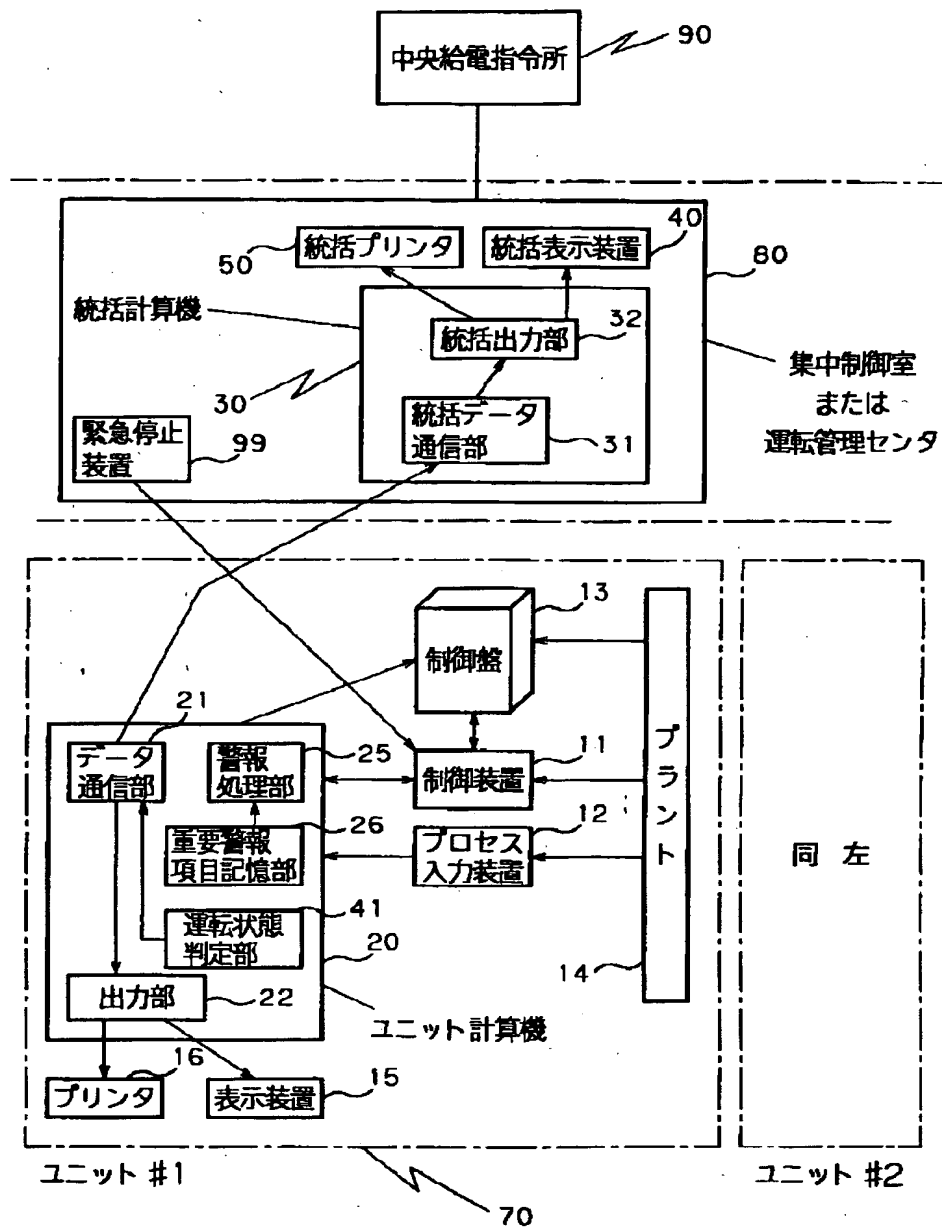 中央給電指令所
90
50
統括プリンタ
統括表示装置
40
80
統括計算機
統括出力部
32
30
統括データ
通信部
31
集中制御室
または
運転管理センタ
緊急停止
装置
99
13
制御盤
21
データ
通信部
25
警報
処理部
11
制御装置
プラント
26
重要警報
項目記憶部
12
プロセス
入力装置
同 左
41
運転状態
判定部
20
14
出力部
22
ユニット計算機
16
プリンタ
表示装置
15
ユニット #1
ユニット #2
70